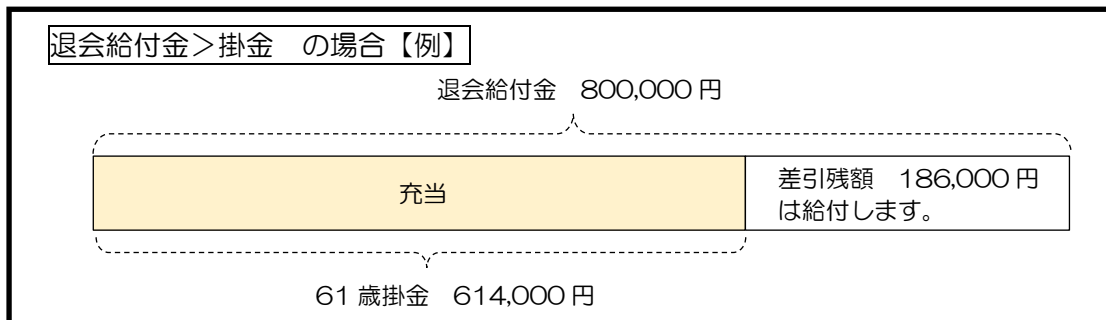 退会給付金＞掛金　の場合【例】
退会給付金　800,000 円
充当
差引残額　186,000 円
は給付します。
61 歳掛金　614,000 円